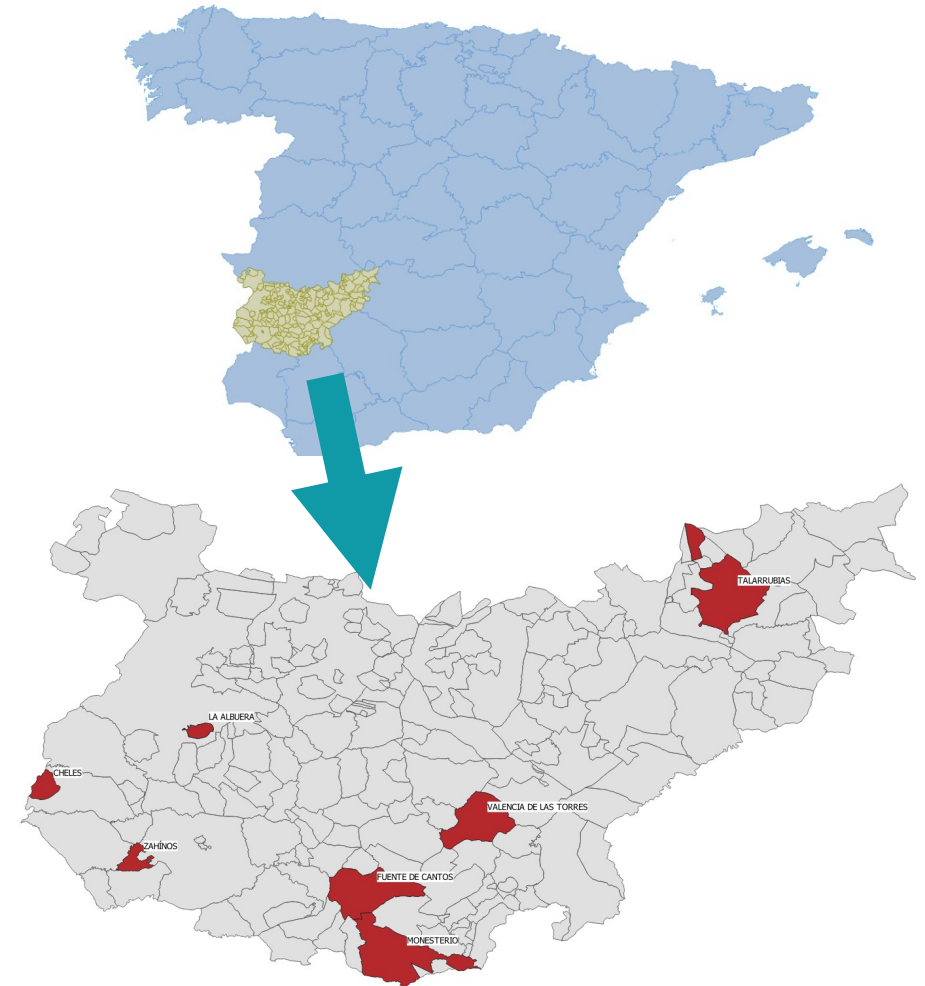 TALARRUBIAS
LA ALBUERA
CHELES
VALENCIA DE LAS TORRES
ZAHÍNOS
FUENTE DE CANTOS
MONESTERIO